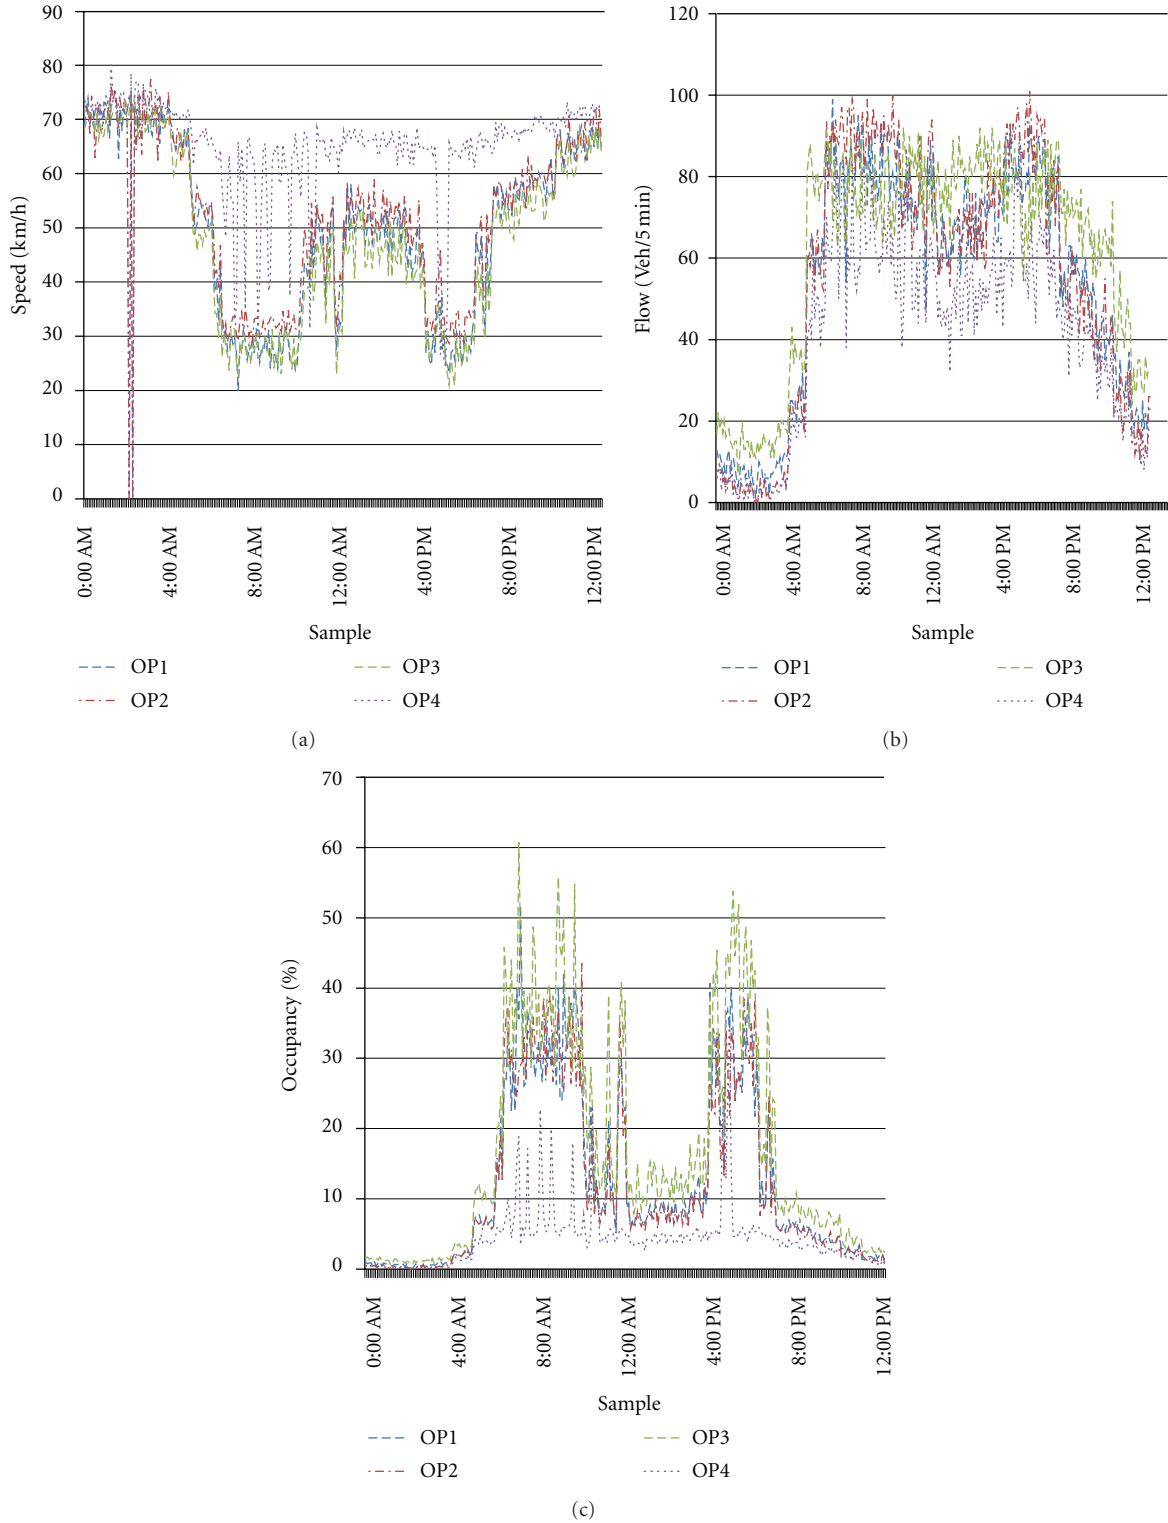 90
80
70
60
50
40
30
20
10
0
Speed (km/h)
0:00 AM
4:00 AM
8:00 AM
12:00 AM
4:00 PM
8:00 PM
12:00 PM
Sample
OP1
OP3
OP2
OP4
(a)
120
100
80
60
40
20
0
Flow (Veh/5 min)
0:00 AM
4:00 AM
8:00 AM
12:00 AM
4:00 PM
8:00 PM
12:00 PM
Sample
OP1
OP3
OP2
OP4
(b)
70
60
50
40
30
20
10
0
Occupancy (%)
0:00 AM
4:00 AM
8:00 AM
12:00 AM
4:00 PM
8:00 PM
12:00 PM
Sample
OP1
OP3
OP2
OP4
(c)